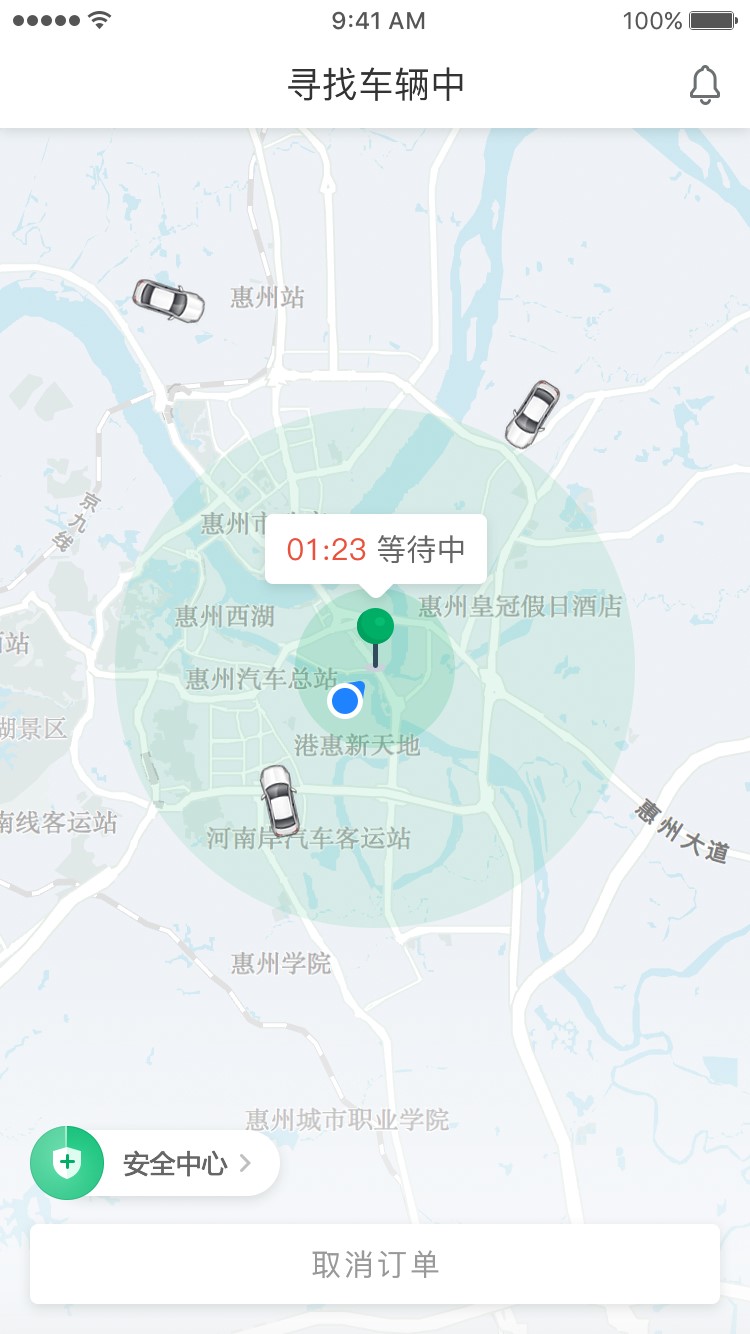 9:41 AM
100%
寻找车辆中
惠州站
京九线
惠州市
01:23 等待中
惠州西湖
惠州皇冠假日酒店
站
惠州汽车总站
湖景区
港惠新天地
南线客运站
惠州大道
河南岸汽车客运站
惠州学院
惠州城市职业学院
安全中心
取消订单